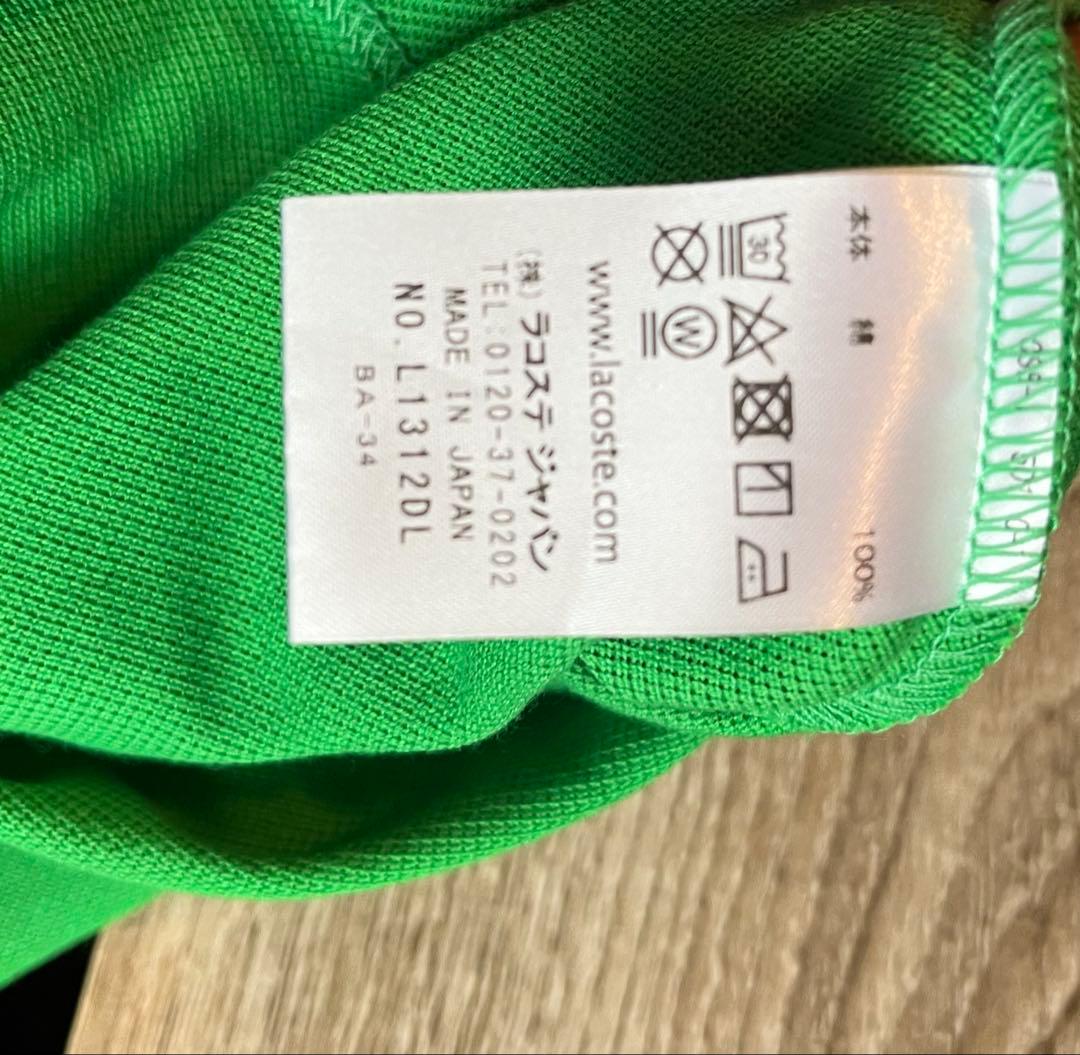 本体 綿 100%
30
W
www.lacoste.com
(株) ラコステ ジャパン
TEL:0120-37-0202
MADE IN JAPAN
NO.L1312DL
BA-34